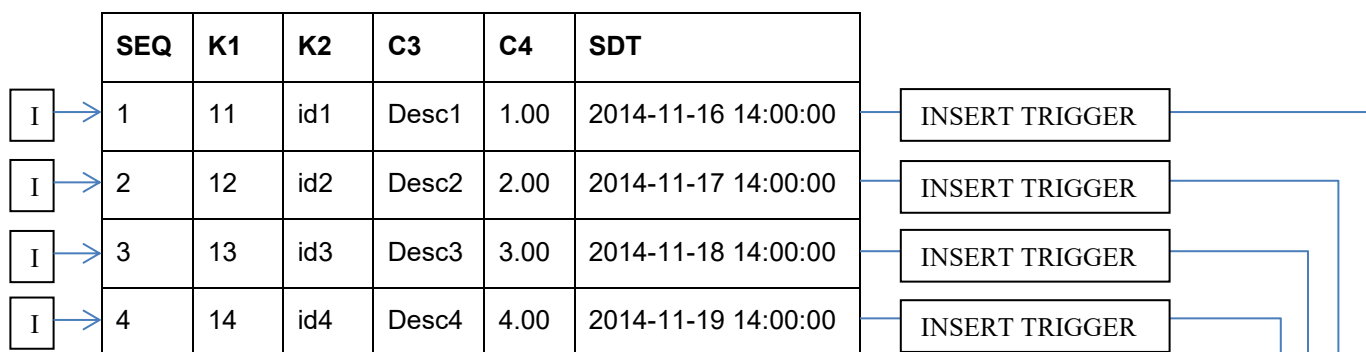 SEQ K1 K2 C3 C4 SDT
I 1 11 id1 Desc1 1.00 2014-11-16 14:00:00 INSERT TRIGGER
I 2 12 id2 Desc2 2.00 2014-11-17 14:00:00 INSERT TRIGGER
I 3 13 id3 Desc3 3.00 2014-11-18 14:00:00 INSERT TRIGGER
I 4 14 id4 Desc4 4.00 2014-11-19 14:00:00 INSERT TRIGGER